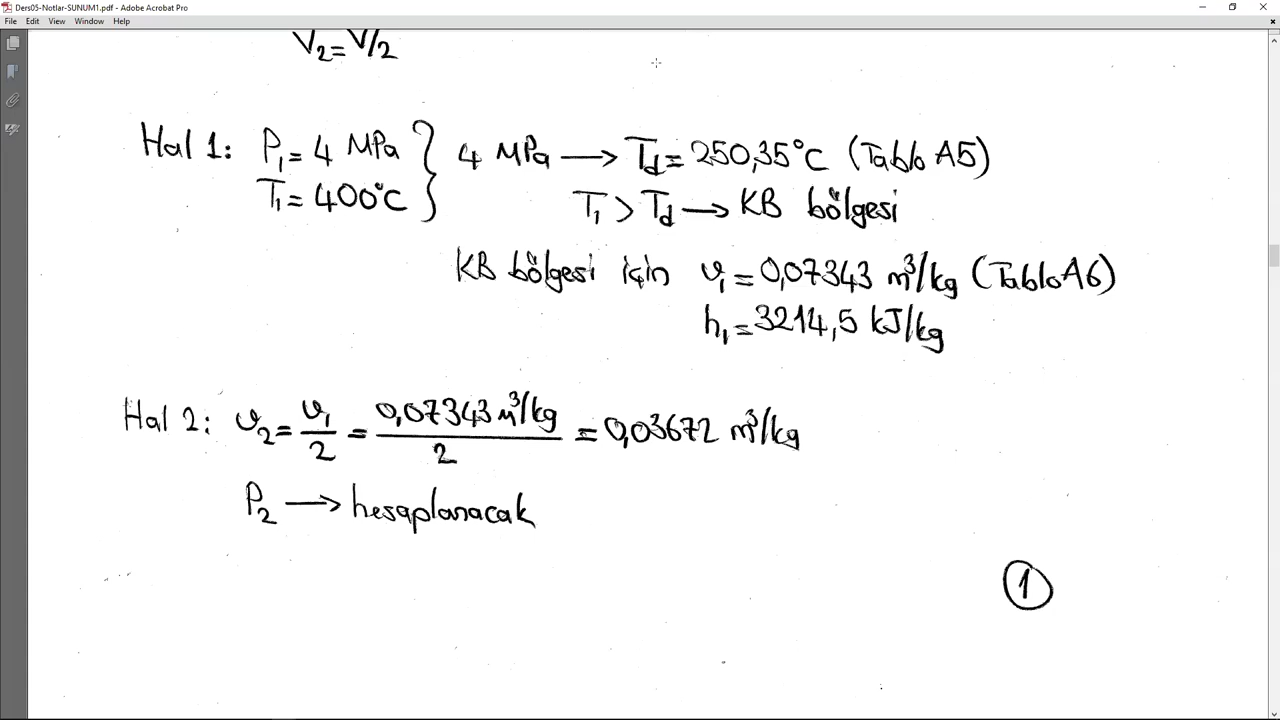 Ders05-Notlar-SUNUM1.pdf - Adobe Acrobat Pro
File Edit View Window Help
V₂=V/2
Hal 1: P₁=4 MPa } 4 MPa → Td=250,35°C (Tablo A5)
T₁=400°C T₁>Td → KB bölgesi
KB bölgesi için v₁=0,07343 m³/kg (Tablo A6)
h₁=3214,5 kJ/kg
Hal 2: v₂=v₁/2=0,07343 m³/kg/2=0,03672 m³/kg
P₂ → hesaplanacak
1